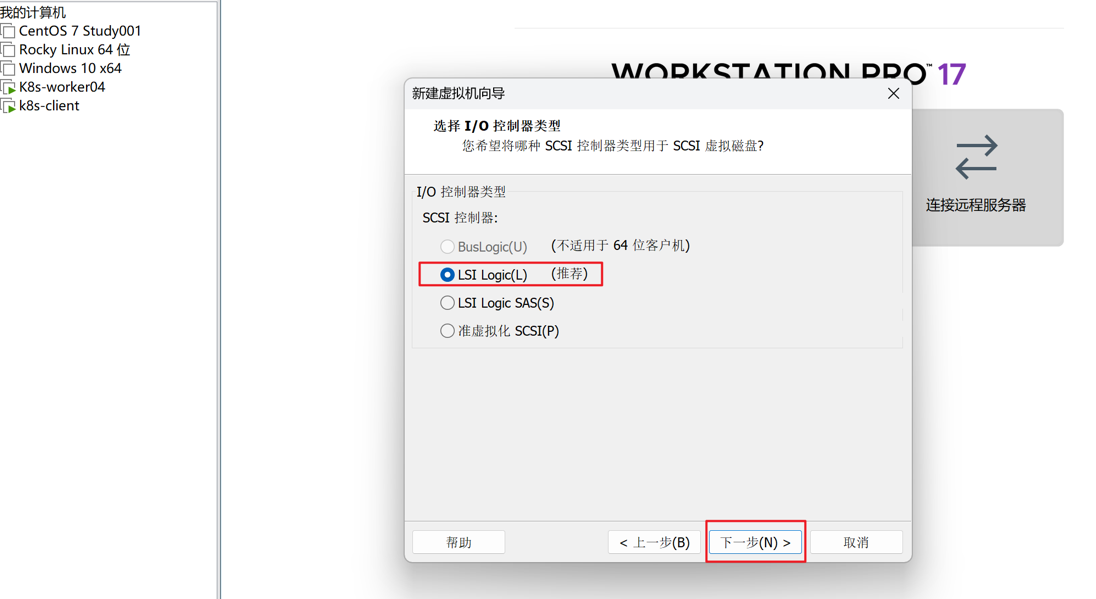 我的计算机
CentOS 7 Study001
Rocky Linux 64 位
Windows 10 x64
K8s-worker04
k8s-client
WORKSTATION PRO™ 17
新建虚拟机向导
选择 I/O 控制器类型
您希望将哪种 SCSI 控制器类型用于 SCSI 虚拟磁盘?
I/O 控制器类型
SCSI 控制器:
BusLogic(U) (不适用于 64 位客户机)
LSI Logic(L) (推荐)
LSI Logic SAS(S)
准虚拟化 SCSI(P)
连接远程服务器
帮助
< 上一步(B)
下一步(N) >
取消